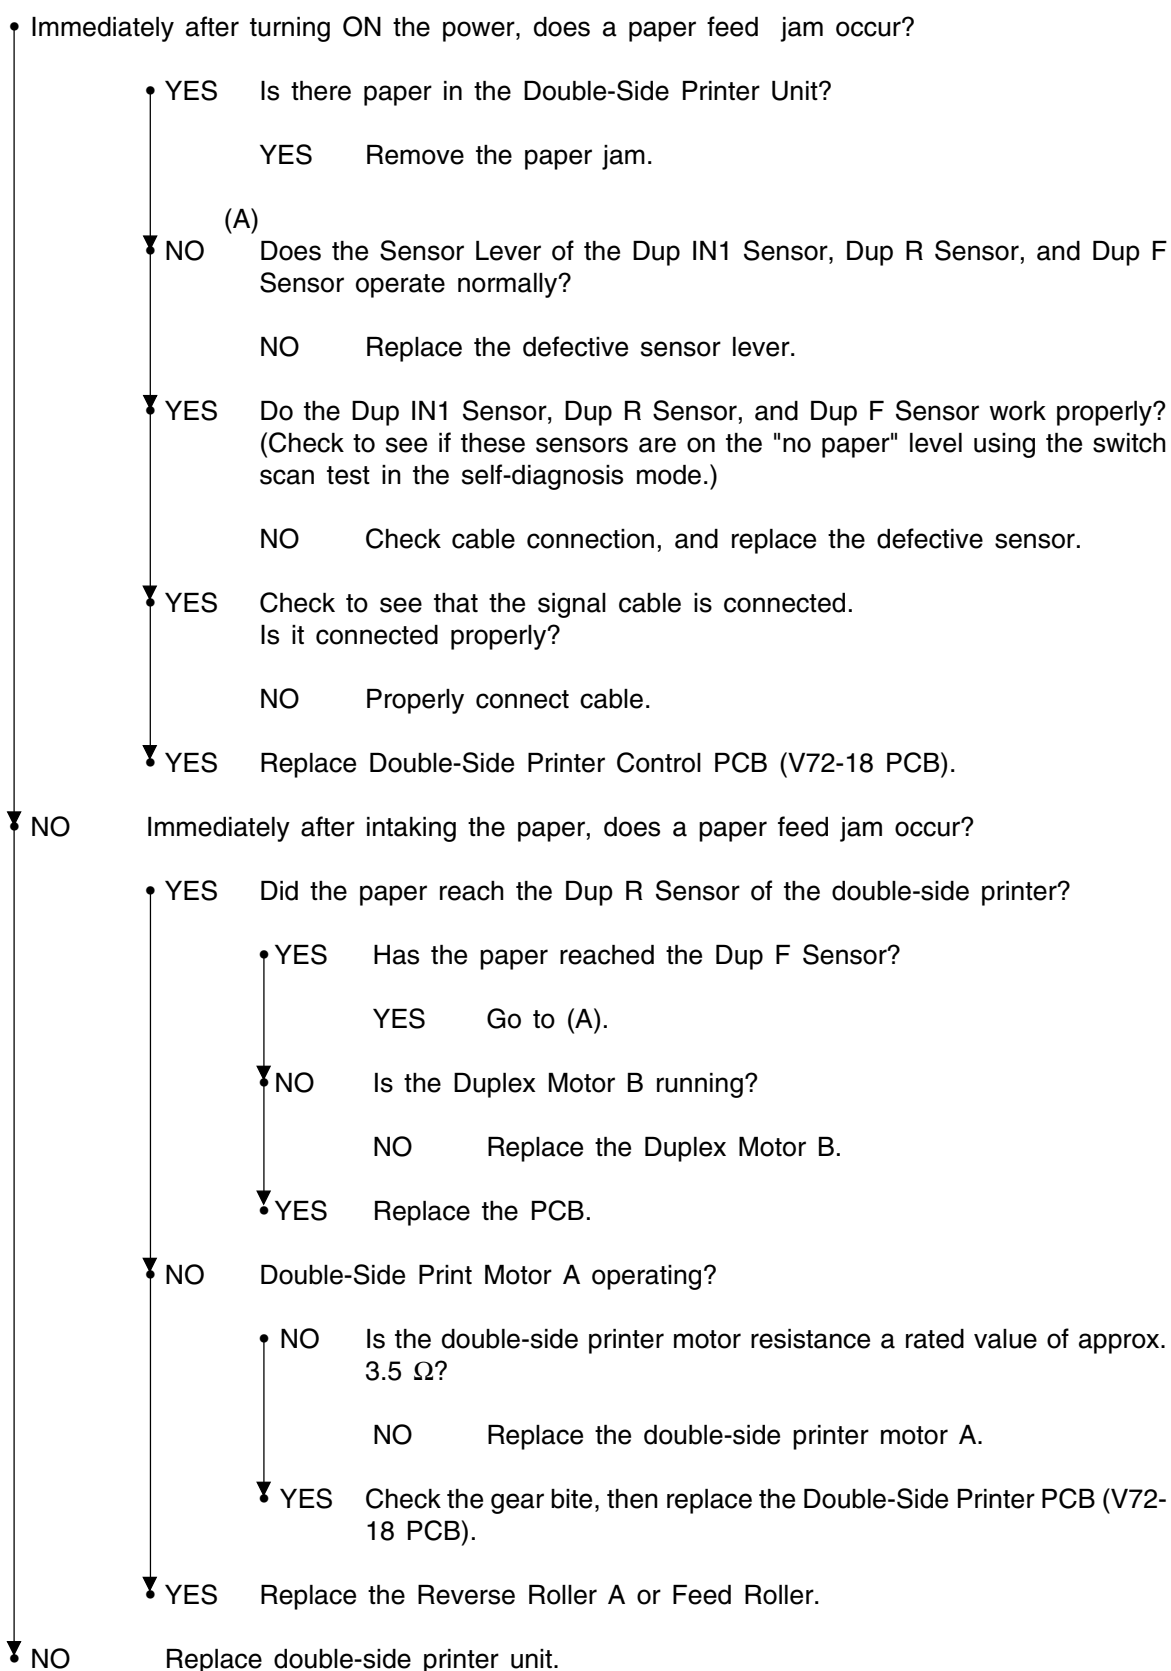 Immediately after turning ON the power, does a paper feed jam occur?
YES Is there paper in the Double-Side Printer Unit?
YES Remove the paper jam.
(A)
NO Does the Sensor Lever of the Dup IN1 Sensor, Dup R Sensor, and Dup F
Sensor operate normally?
NO Replace the defective sensor lever.
YES Do the Dup IN1 Sensor, Dup R Sensor, and Dup F Sensor work properly?
(Check to see if these sensors are on the "no paper" level using the switch
scan test in the self-diagnosis mode.)
NO Check cable connection, and replace the defective sensor.
YES Check to see that the signal cable is connected.
Is it connected properly?
NO Properly connect cable.
YES Replace Double-Side Printer Control PCB (V72-18 PCB).
NO Immediately after intaking the paper, does a paper feed jam occur?
YES Did the paper reach the Dup R Sensor of the double-side printer?
YES Has the paper reached the Dup F Sensor?
YES Go to (A).
NO Is the Duplex Motor B running?
NO Replace the Duplex Motor B.
YES Replace the PCB.
NO Double-Side Print Motor A operating?
NO Is the double-side printer motor resistance a rated value of approx.
3.5 Ω?
NO Replace the double-side printer motor A.
YES Check the gear bite, then replace the Double-Side Printer PCB (V72-
18 PCB).
YES Replace the Reverse Roller A or Feed Roller.
NO Replace double-side printer unit.